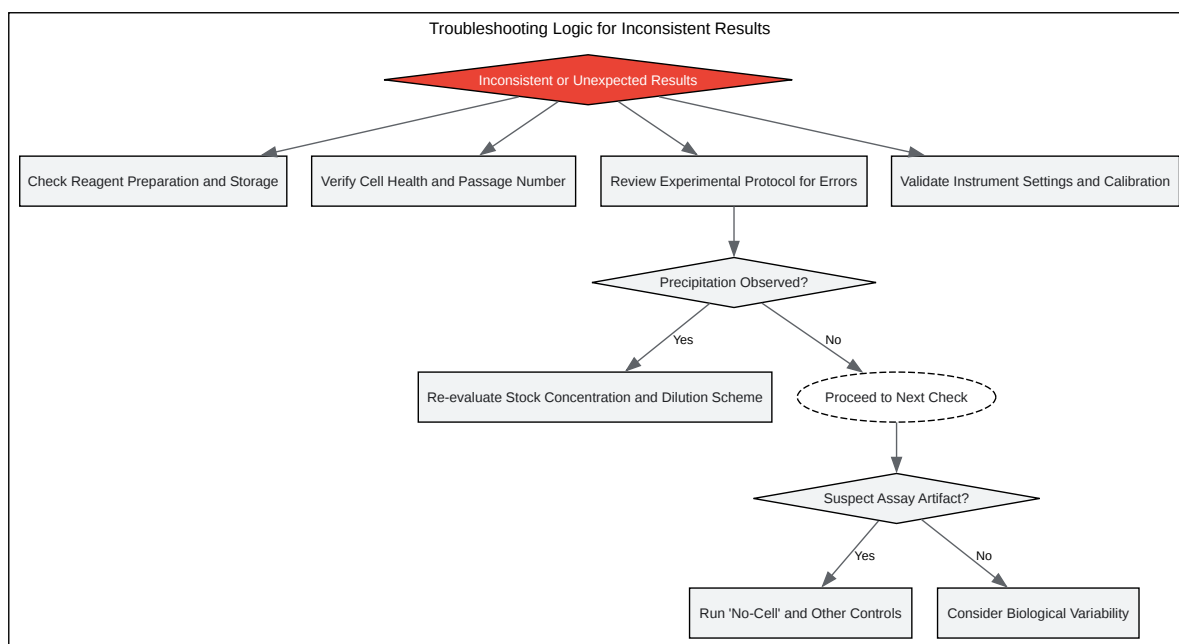 Troubleshooting Logic for Inconsistent Results
Inconsistent or Unexpected Results
Check Reagent Preparation and Storage
Verify Cell Health and Passage Number
Review Experimental Protocol for Errors
Validate Instrument Settings and Calibration
Precipitation Observed?
Yes
No
Re-evaluate Stock Concentration and Dilution Scheme
Proceed to Next Check
Suspect Assay Artifact?
Yes
No
Run 'No-Cell' and Other Controls
Consider Biological Variability